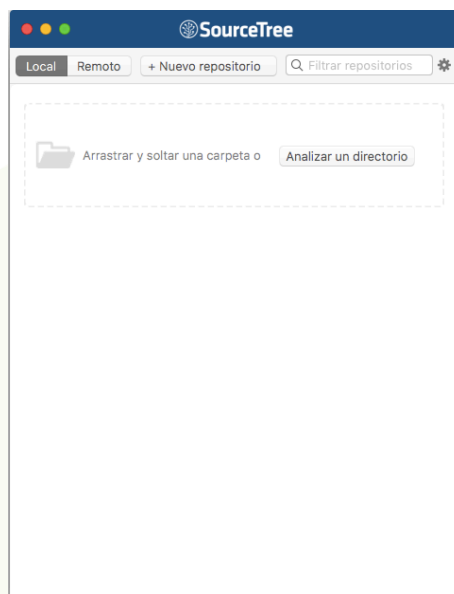 SourceTree
Local Remoto + Nuevo repositorio Filtrar repositorios
Arrastrar y soltar una carpeta o Analizar un directorio